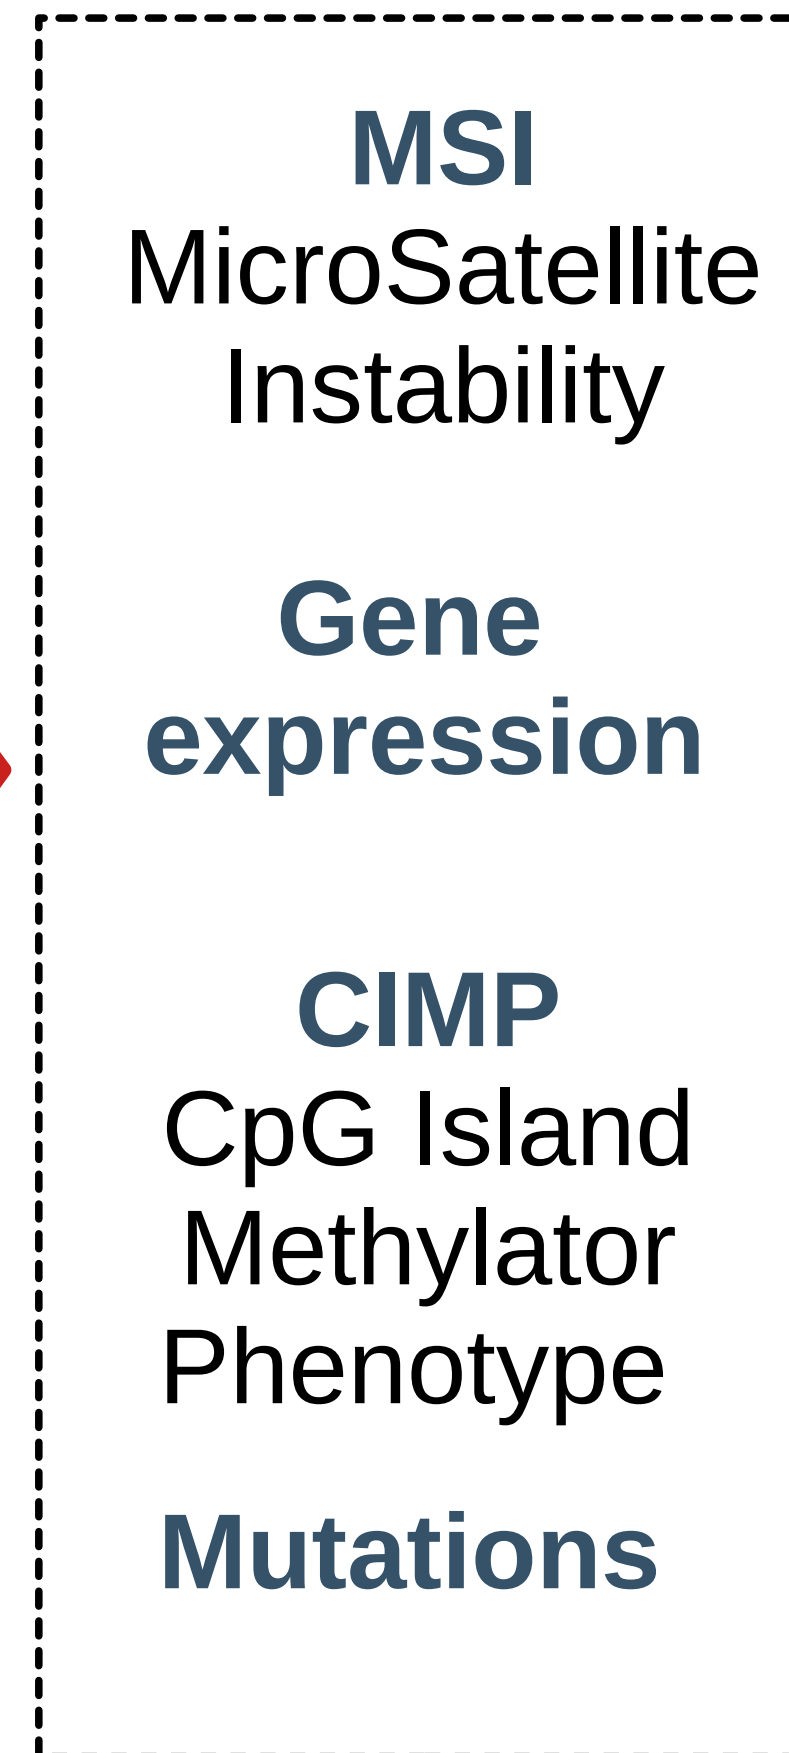 MSI
MicroSatellite
Instability
Gene
expression
CIMP
CpG Island
Methylator
Phenotype
Mutations